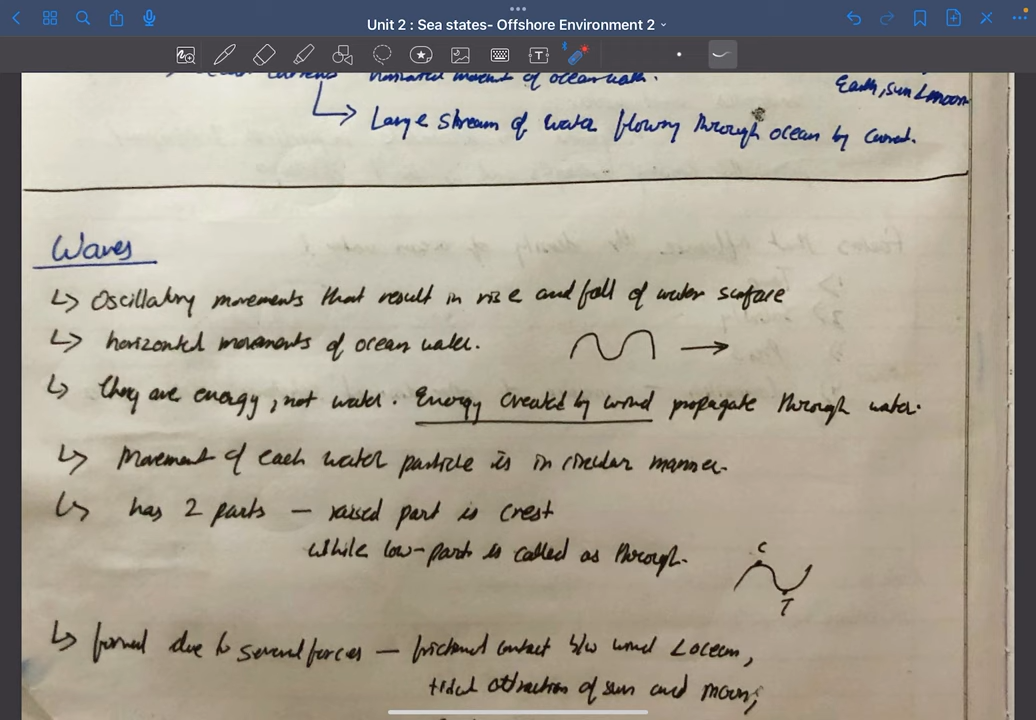 Unit 2 : Sea states- Offshore Environment 2
of ocean water.
Earth, sun & moon
↳ Large stream of water flowing through ocean by current.
Waves
↳ Oscillatory movements that result in rise and fall of water surface
↳ horizontal movements of ocean water.
↳ They are energy, not water. Energy created by wind propagate through water.
↳ Movement of each water particle is in circular manner.
↳ has 2 parts — raised part is crest
while low-part is called as through.
C
T
↳ formed due to several forces — frictional contact b/w wind & ocean,
tidal attraction of sun and moon,